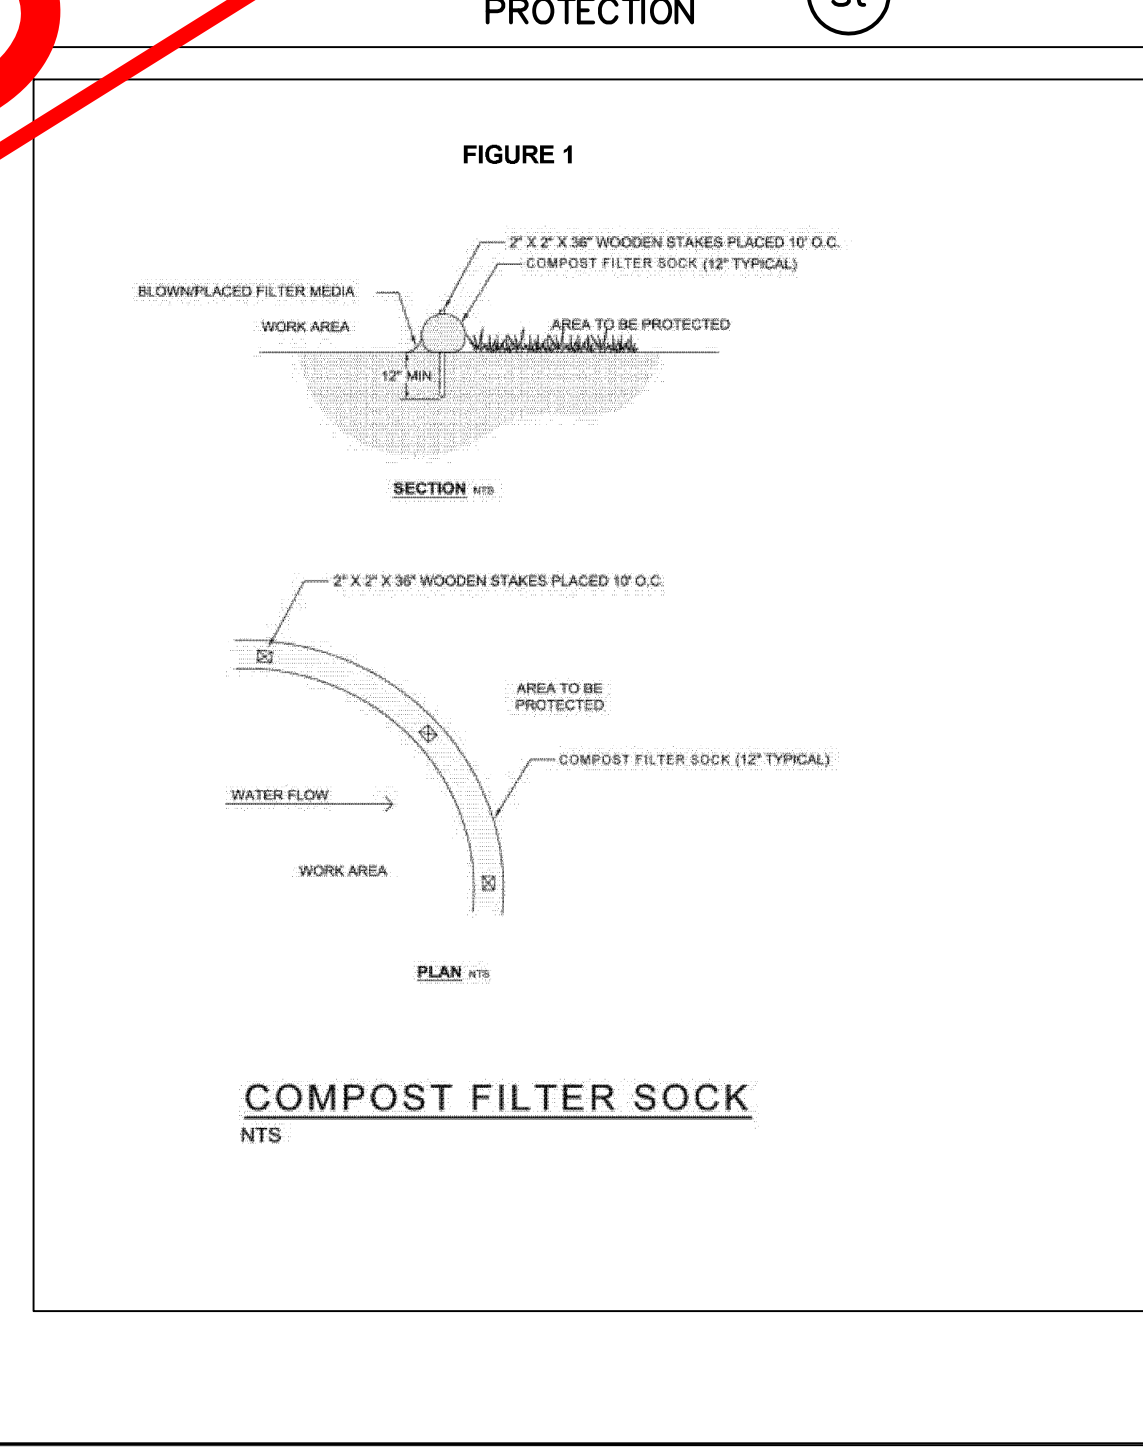 PROTECTION
St
FIGURE 1
2" X 2" X 36" WOODEN STAKES PLACED 10' O.C.
COMPOST FILTER SOCK (12" TYPICAL)
BLOWN/PLACED FILTER MEDIA
WORK AREA
AREA TO BE PROTECTED
12" MIN
SECTION NTS
2" X 2" X 36" WOODEN STAKES PLACED 10' O.C.
AREA TO BE
PROTECTED
COMPOST FILTER SOCK (12" TYPICAL)
WATER FLOW
WORK AREA
PLAN NTS
COMPOST FILTER SOCK
NTS